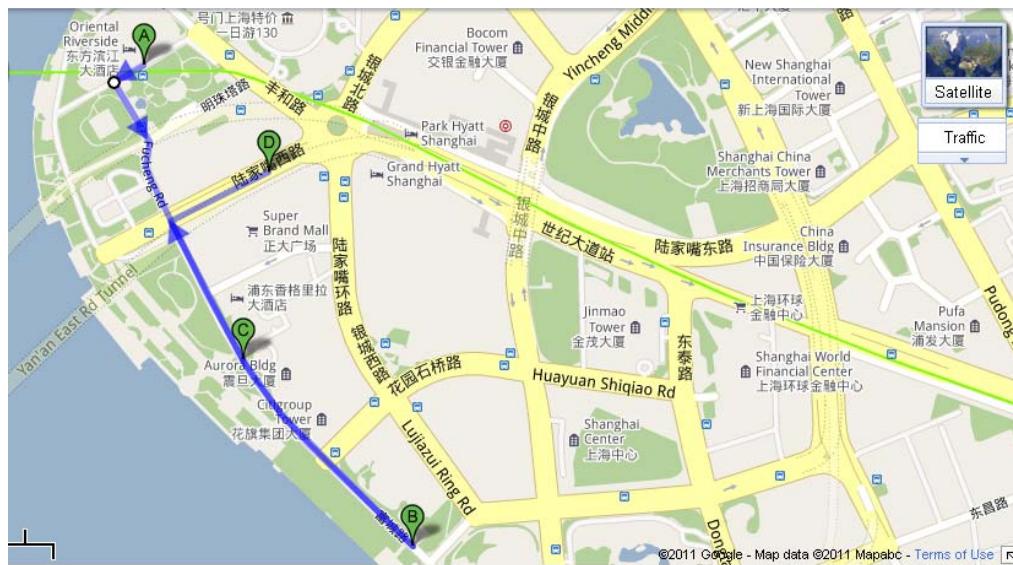 Oriental
Riverside
东方滨江
大酒店
A
号门上海特价
一日游130
Bocom
Financial Tower
交银金融大厦
Yincheng Middl
New Shanghai
International
Tower
新上海国际大厦
Satellite
Traffic
银城北路
丰和路
明珠塔路
Park Hyatt
Shanghai
Grand Hyatt
Shanghai
银城中路
Shanghai China
Merchants Tower
上海招商局大厦
D
陆家嘴西路
Fucheng Rd
Super
Brand Mall
正大广场
陆家嘴环路
银城中路
世纪大道站
陆家嘴东路
China
Insurance Bldg
中国保险大厦
Yan'an East Rd Tunnel
浦东香格里拉
大酒店
Jinmao
Tower
金茂大厦
东泰路
上海环球
金融中心
Pudong
Pufa
Mansion
浦发大厦
C
Aurora Bldg
震旦大厦
银城西路
花园石桥路
Huayuan Shiqiao Rd
Shanghai World
Financial Center
上海环球金融中心
Citigroup
Tower
花旗集团大厦
Lujiazui Ring Rd
Shanghai
Center
上海中心
B
富城路
东昌路
©2011 Google - Map data ©2011 Mapabc - Terms of Use